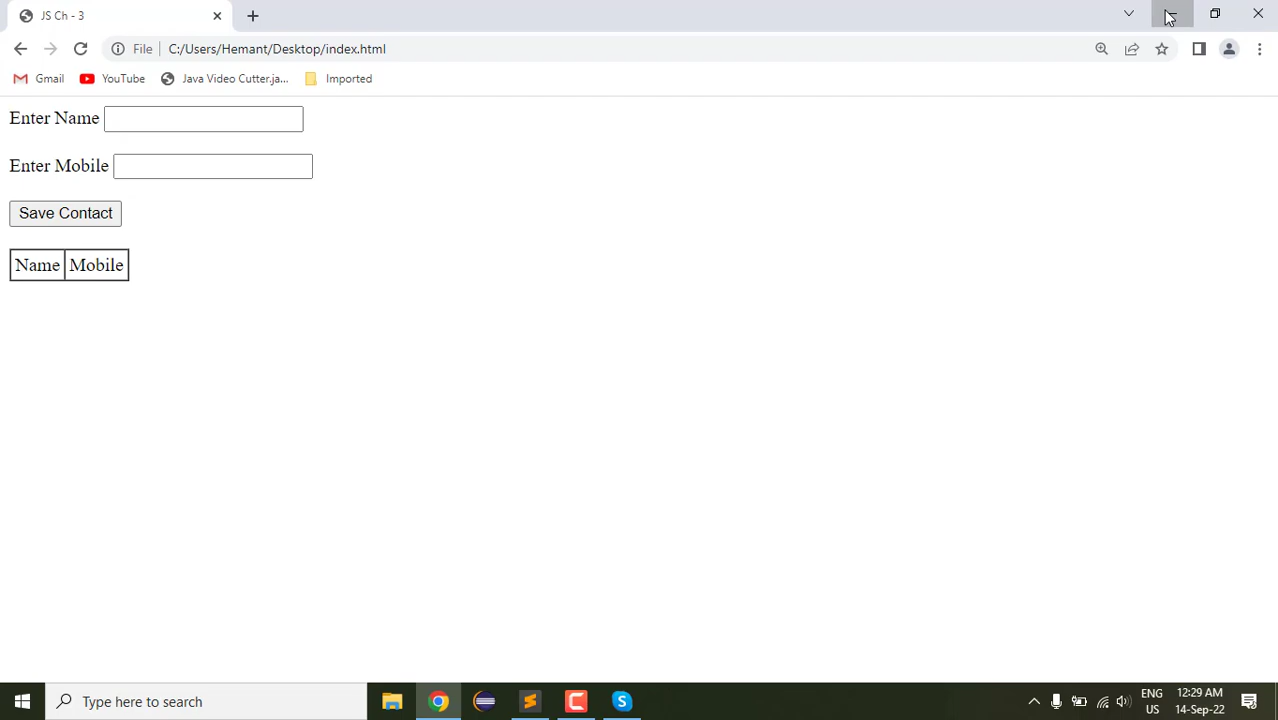 JS Ch - 3
File
C:/Users/Hemant/Desktop/index.html
Gmail
YouTube
Java Video Cutter.ja...
Imported
Enter Name
Enter Mobile
Save Contact
Name Mobile
Type here to search
ENG
US
12:29 AM
14-Sep-22